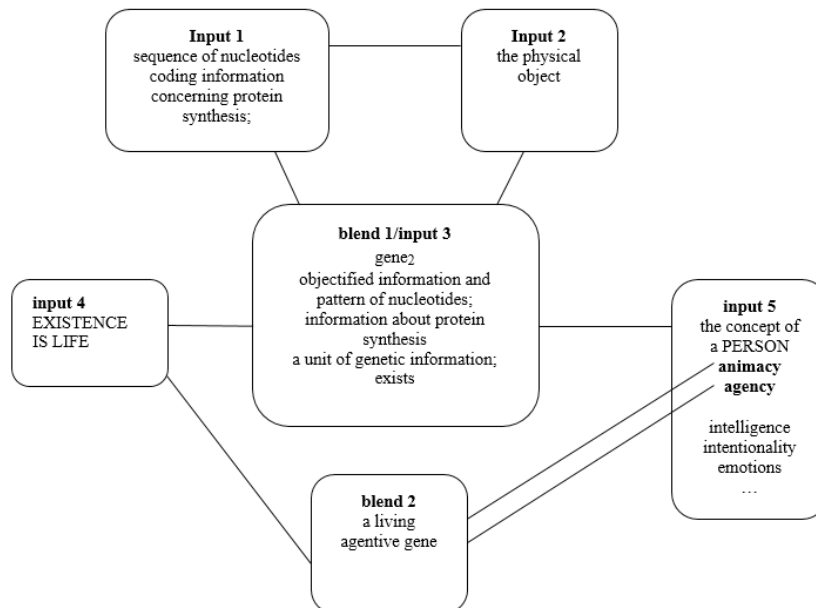 Input 1
sequence of nucleotides
coding information
concerning protein
synthesis;
Input 2
the physical
object
blend 1/input 3
gene₂
objectified information and
pattern of nucleotides;
information about protein
synthesis
a unit of genetic information;
exists
input 4
EXISTENCE
IS LIFE
input 5
the concept of
a PERSON
animacy
agency
intelligence
intentionality
emotions
…
blend 2
a living
agentive gene